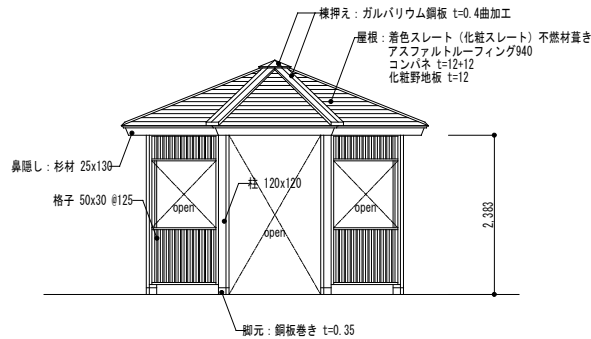 棟押え：ガルバリウム鋼板 t=0.4曲加工
屋根：着色スレート（化粧スレート）不燃材葺き
アスファルトルーフィング940
コンパネ t=12+12
化粧野地板 t=12
鼻隠し：杉材 25x130
格子 50x30 @125
柱 120x120
open
open
open
2,383
脚元：銅板巻き t=0.35